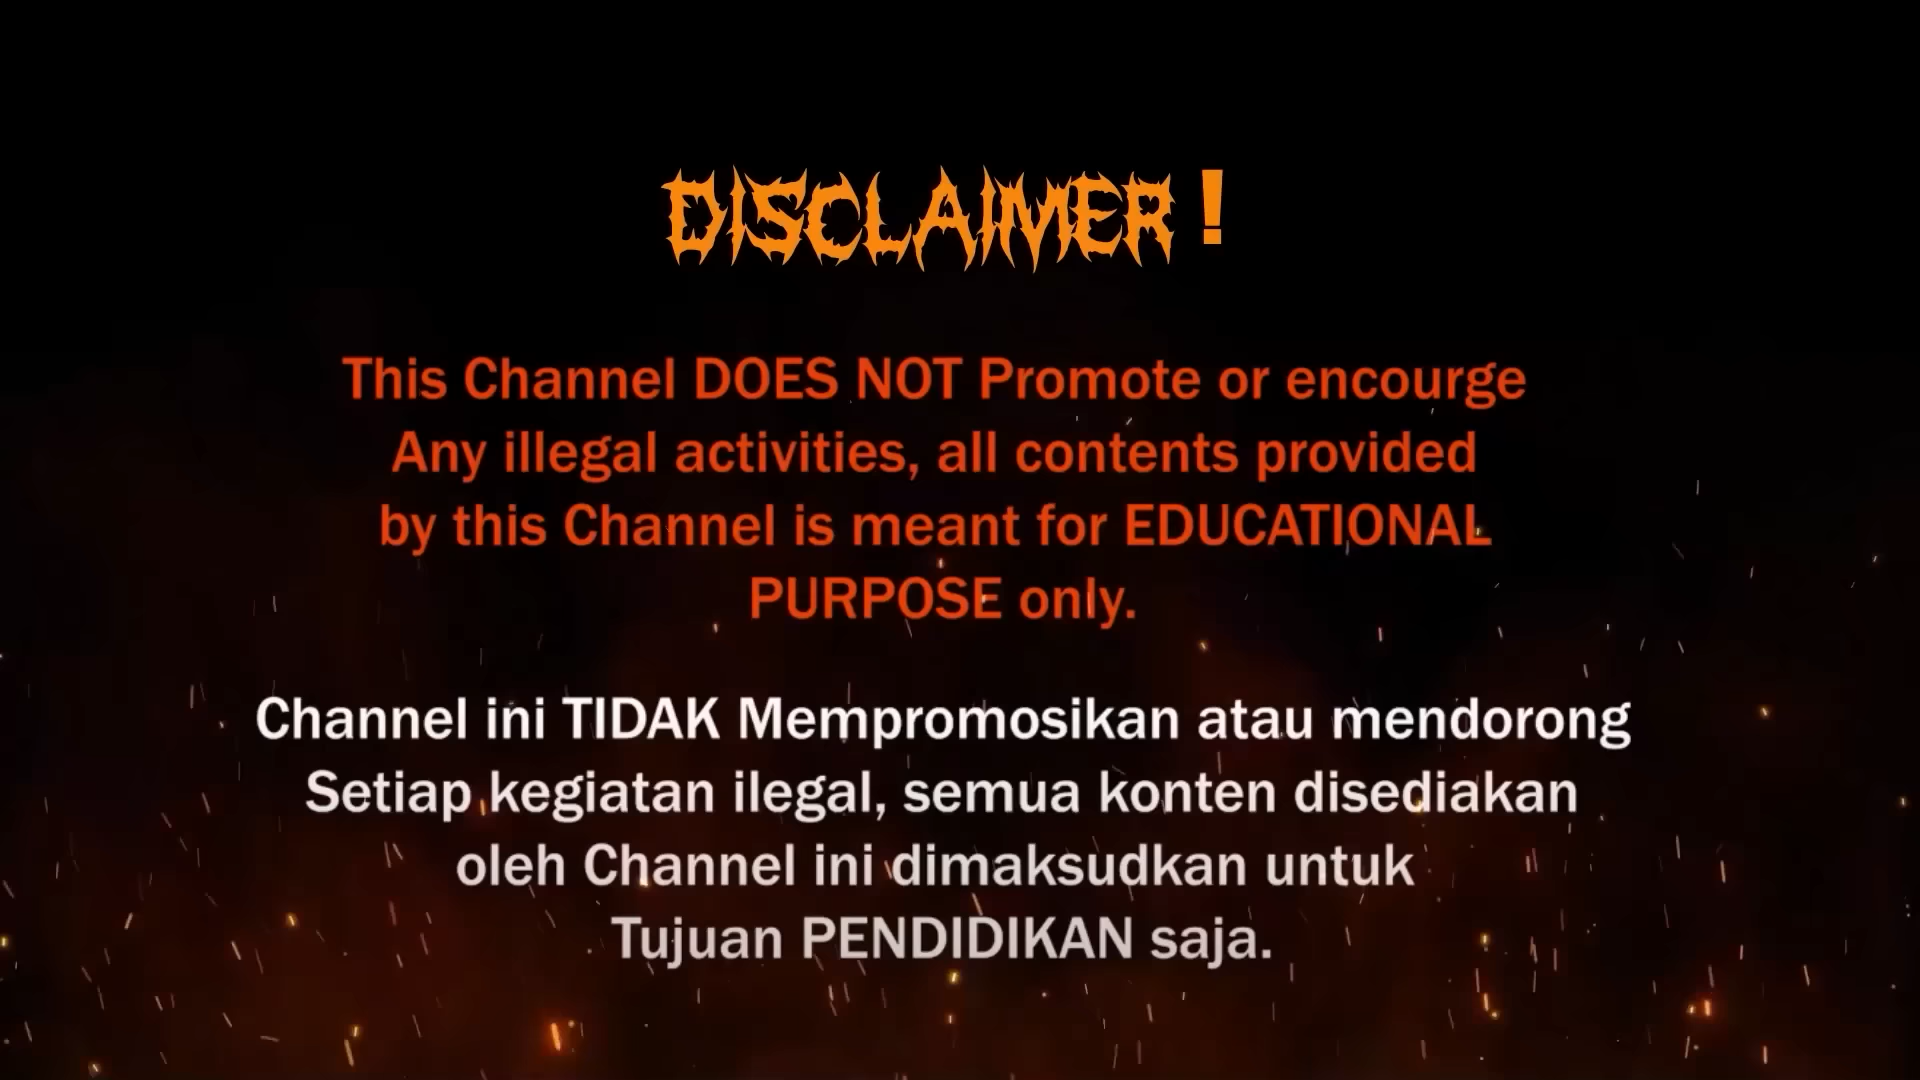 DISCLAIMER !
This Channel DOES NOT Promote or encourge
Any illegal activities, all contents provided
by this Channel is meant for EDUCATIONAL
PURPOSE only.
Channel ini TIDAK Mempromosikan atau mendorong
Setiap kegiatan ilegal, semua konten disediakan
oleh Channel ini dimaksudkan untuk
Tujuan PENDIDIKAN saja.